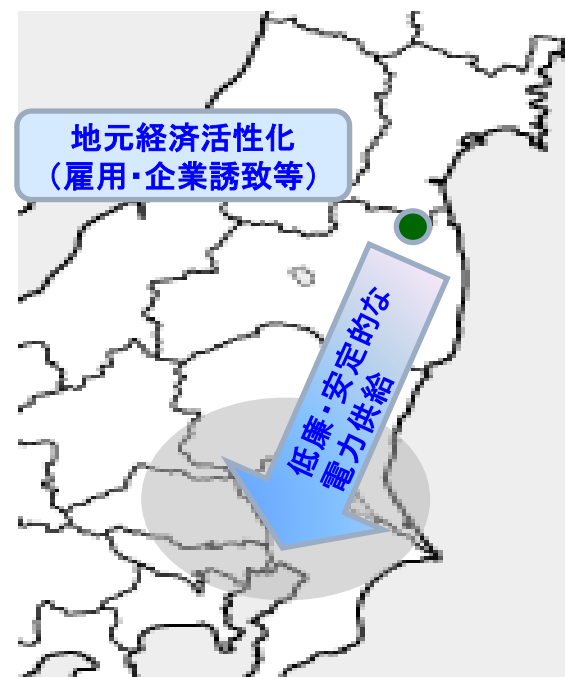 地元経済活性化
（雇用・企業誘致等）
低廉・安定的な
電力供給